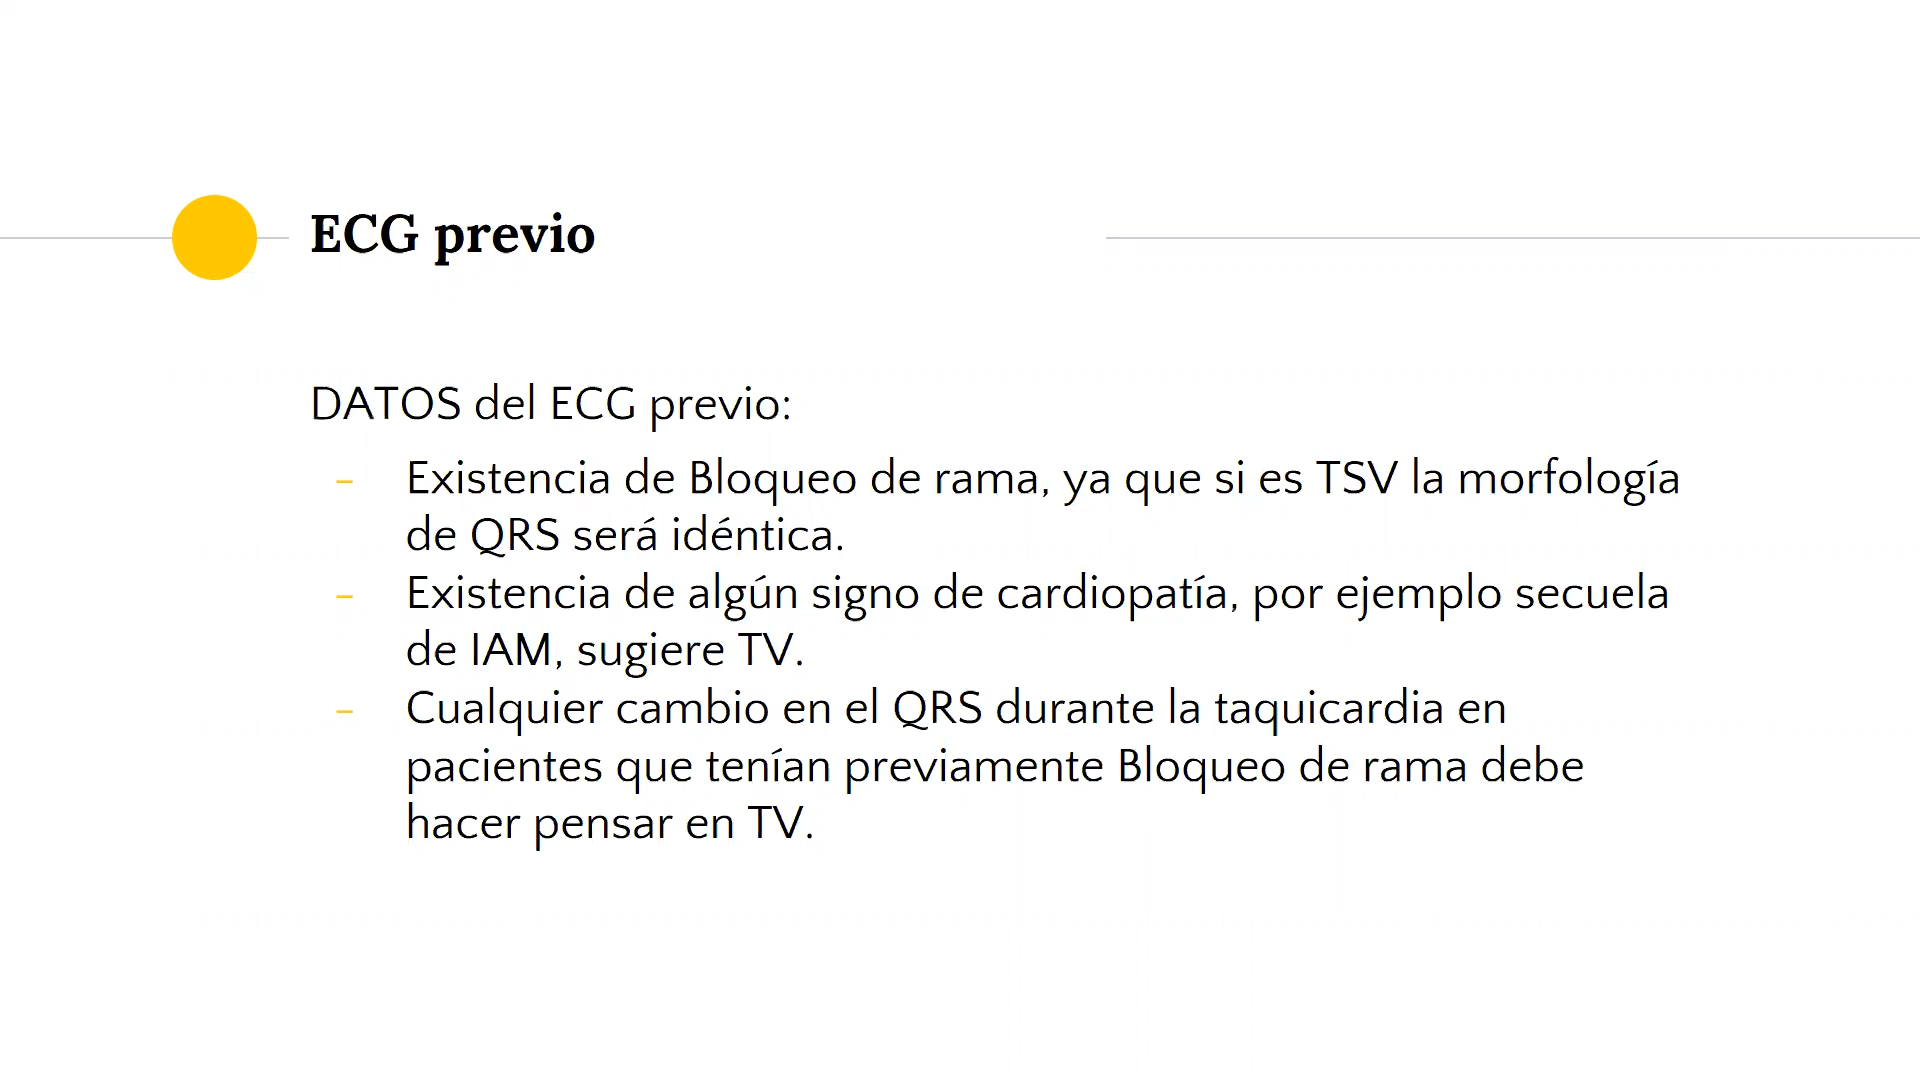 ECG previo
DATOS del ECG previo:
- Existencia de Bloqueo de rama, ya que si es TSV la morfología
de QRS será idéntica.
- Existencia de algún signo de cardiopatía, por ejemplo secuela
de IAM, sugiere TV.
- Cualquier cambio en el QRS durante la taquicardia en
pacientes que tenían previamente Bloqueo de rama debe
hacer pensar en TV.